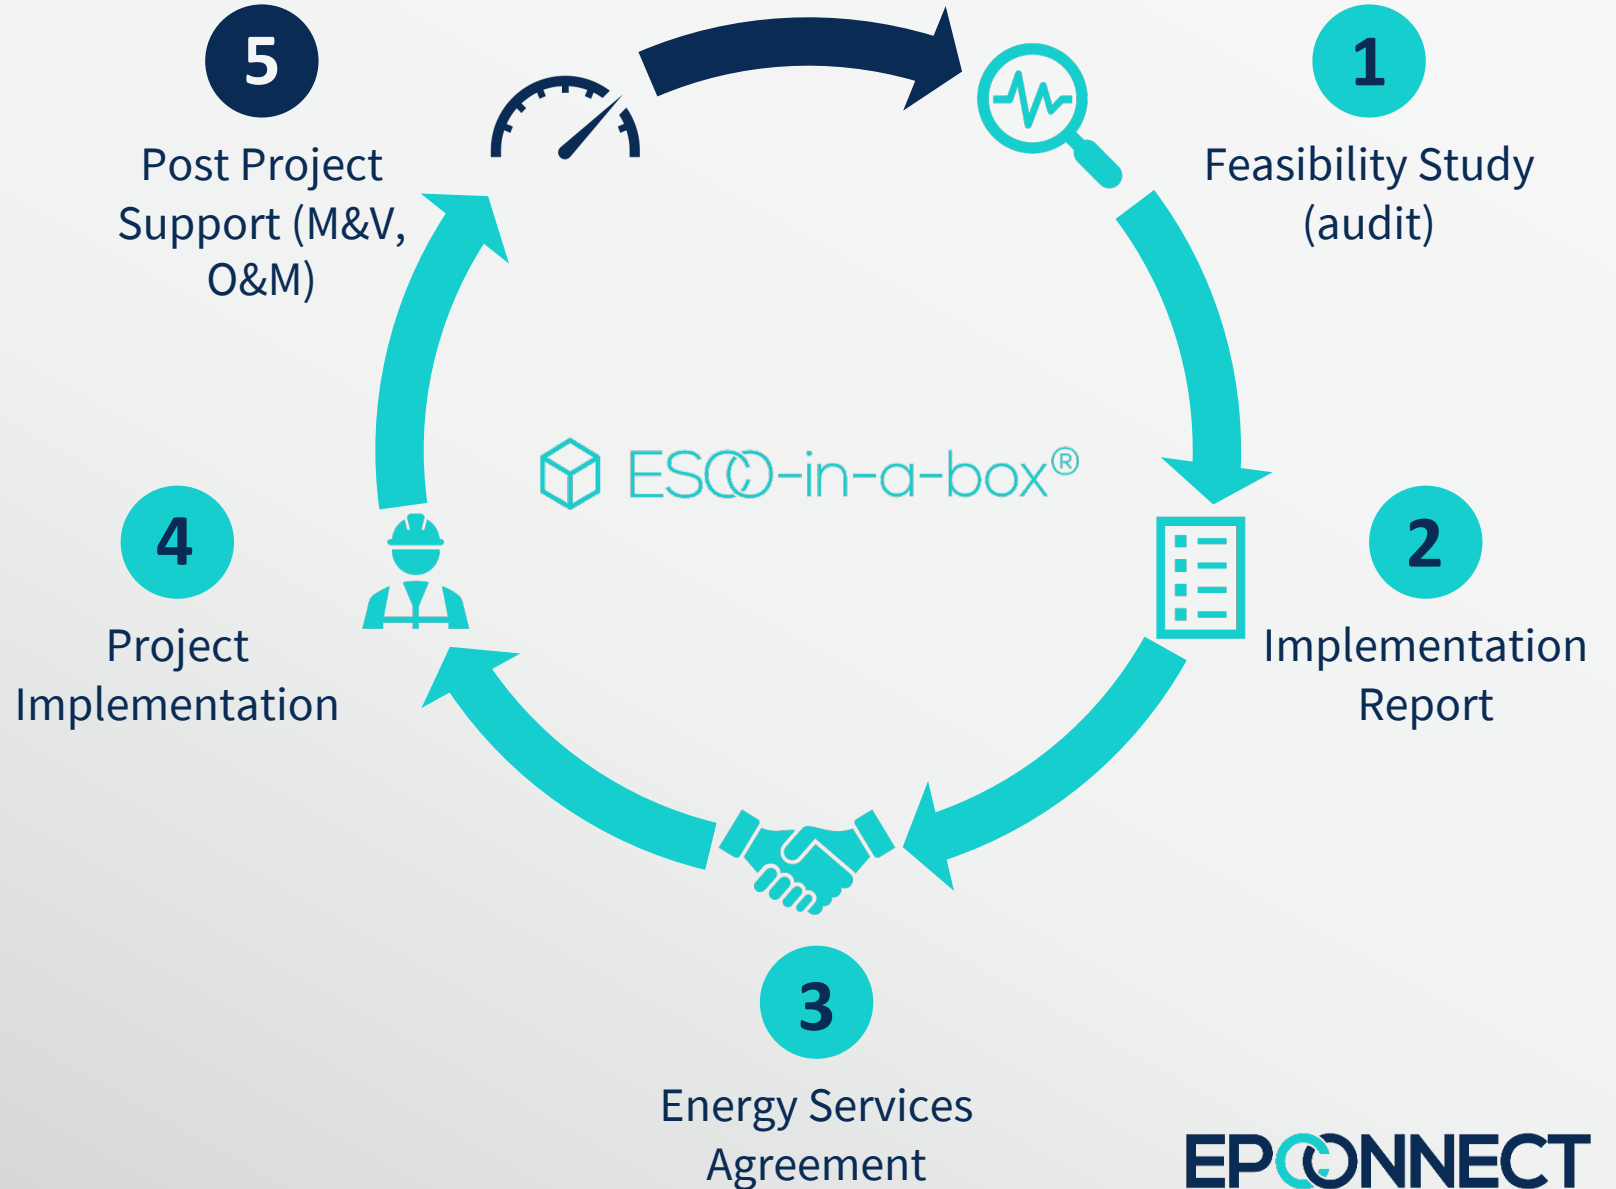 5
Post Project
Support (M&V,
O&M)
1
Feasibility Study
(audit)
ESCO-in-a-box®
4
Project
Implementation
2
Implementation
Report
3
Energy Services
Agreement
EPCONNECT